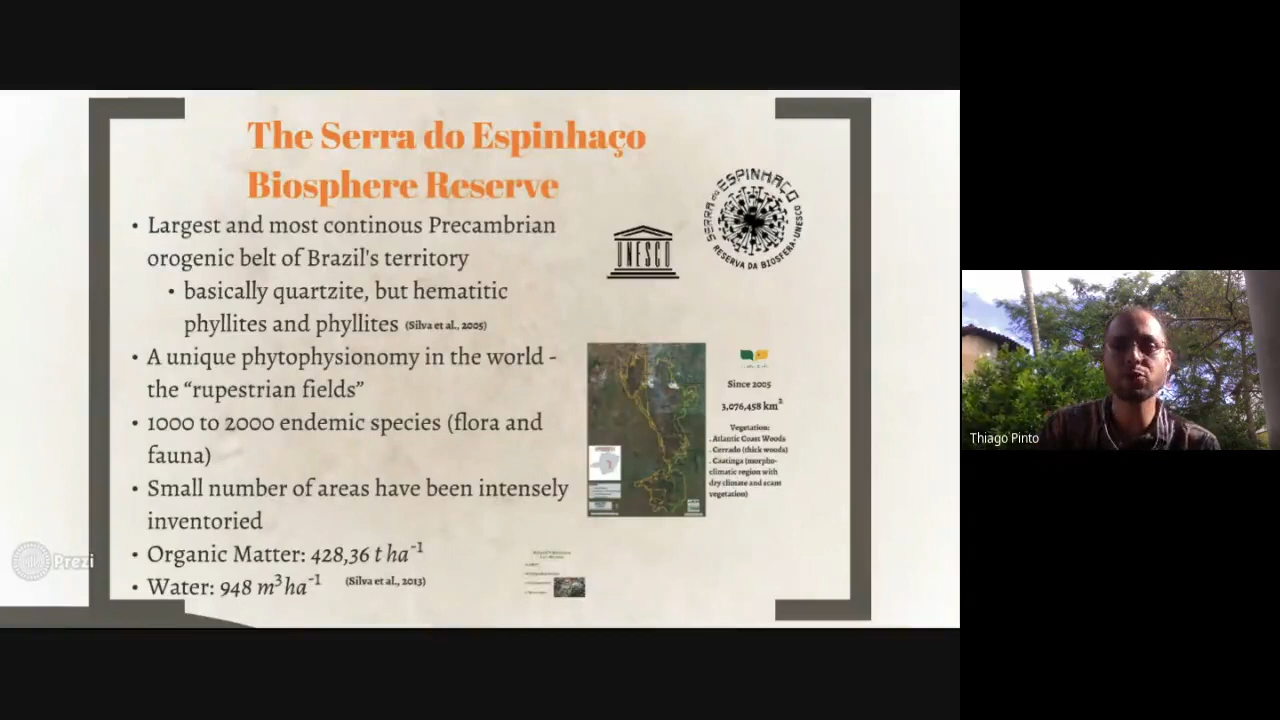 The Serra do Espinhaço
Biosphere Reserve
• Largest and most continous Precambrian
orogenic belt of Brazil's territory
• basically quartzite, but hematitic
phyllites and phyllites (Silva et al., 2005)
• A unique phytophysionomy in the world -
the “rupestrian fields”
• 1000 to 2000 endemic species (flora and
fauna)
• Small number of areas have been intensely
inventoried
• Organic Matter: 428,36 t ha⁻¹
• Water: 948 m³ha⁻¹ (Silva et al., 2013)
UNESCO
SERRA DO ESPINHAÇO
RESERVA DA BIOSFERA-UNESCO
Since 2005
3,076,458 km²
Vegetation:
. Atlantic Coast Woods
. Cerrado (thick woods)
. Caatinga (morpho-
climatic region with
dry climate and scant
vegetation)
Prezi
Thiago Pinto